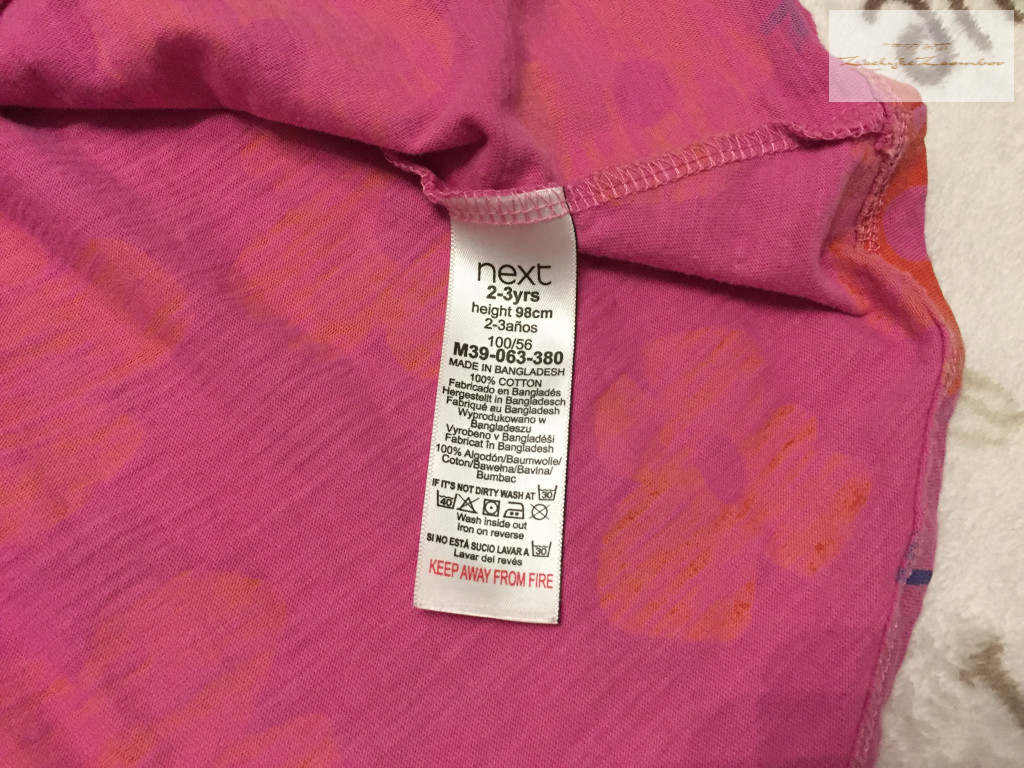 next
2-3yrs
height 98cm
2-3años
100/56
M39-063-380
MADE IN BANGLADESH
100% COTTON
Fabricado en Bangladés
Hergestellt in Bangladesch
Fabriqué au Bangladesh
Wyprodukowano w
Bangladeszu
Vyrobeno v Bangladéši
Fabricat în Bangladesh
100% Algodón/Baumwolle/
Coton/Bawełna/Bavlna/
Bumbac
IF IT'S NOT DIRTY WASH AT 30
40
Wash inside out
Iron on reverse
SI NO ESTÁ SUCIO LAVAR A 30
Lavar del revés
KEEP AWAY FROM FIRE